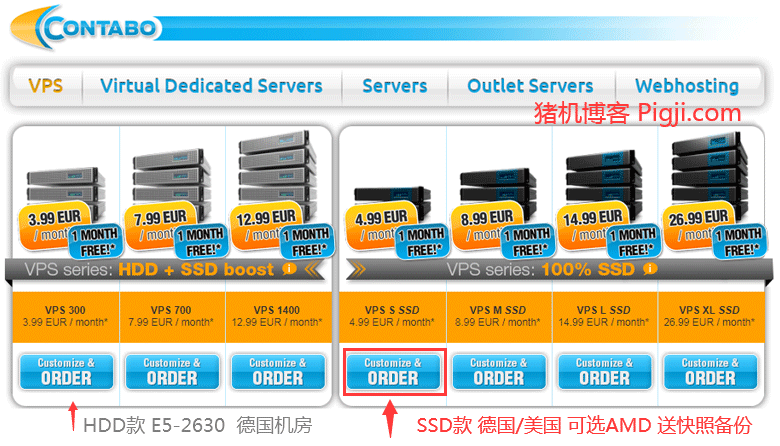 CONTABO
VPS Virtual Dedicated Servers Servers Outlet Servers Webhosting
猪机博客 Pigji.com
3.99 EUR
/ month
1 MONTH
FREE!*
7.99 EUR
/ month
1 MONTH
FREE!*
12.99 EUR
/ month
1 MONTH
FREE!*
4.99 EUR
/ month
1 MONTH
FREE!*
8.99 EUR
/ month
1 MONTH
FREE!*
14.99 EUR
/ month
1 MONTH
FREE!*
26.99 EUR
/ month
1 MONTH
FREE!*
VPS series: HDD + SSD boost i
VPS series: 100% SSD i
VPS 300
3.99 EUR / month*
VPS 700
7.99 EUR / month*
VPS 1400
12.99 EUR / month*
VPS S SSD
4.99 EUR / month*
VPS M SSD
8.99 EUR / month*
VPS L SSD
14.99 EUR / month*
VPS XL SSD
26.99 EUR / month*
Customize &
ORDER
Customize &
ORDER
Customize &
ORDER
Customize &
ORDER
Customize &
ORDER
Customize &
ORDER
Customize &
ORDER
HDD款 E5-2630 德国机房
SSD款 德国/美国 可选AMD 送快照备份